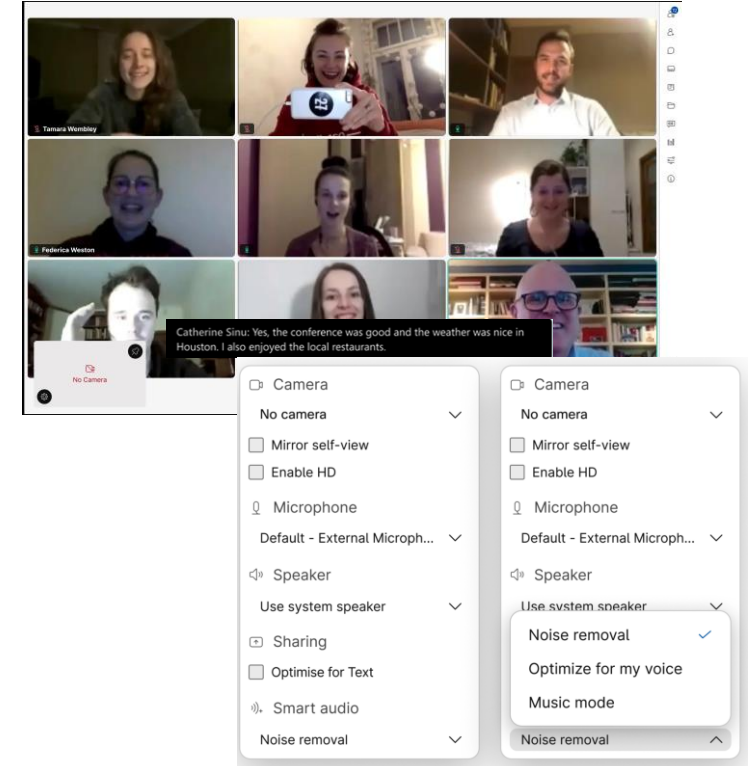 27
Tamara Wembley
Federica Weston
Catherine Sinu: Yes, the conference was good and the weather was nice in
Houston. I also enjoyed the local restaurants.
No Camera
Camera
No camera
Mirror self-view
Enable HD
Microphone
Default - External Microph...
Speaker
Use system speaker
Sharing
Optimise for Text
Smart audio
Noise removal
Camera
No camera
Mirror self-view
Enable HD
Microphone
Default - External Microph...
Speaker
Use system speaker
Noise removal
Optimize for my voice
Music mode
Noise removal